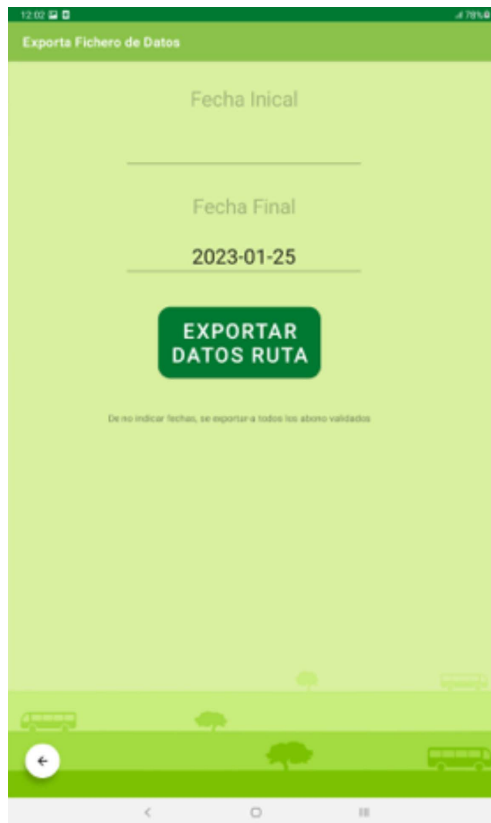 12:02
78%
Exporta Fichero de Datos
Fecha Inical
Fecha Final
2023-01-25
EXPORTAR
DATOS RUTA
De no indicar fechas, se exportar a todos los abono validados